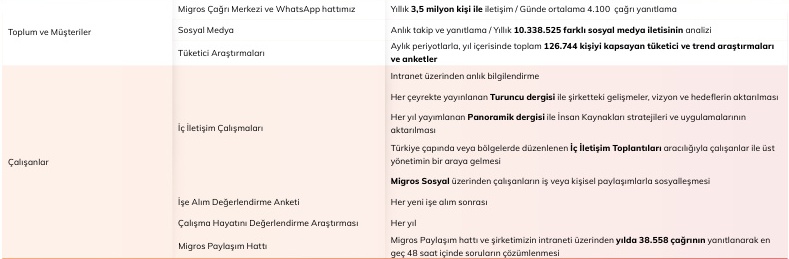 Migros Çağrı Merkezi ve WhatsApp hattımız
Yıllık 3,5 milyon kişi ile iletişim / Günde ortalama 4.100 çağrı yanıtlama
Toplum ve Müşteriler
Sosyal Medya
Anlık takip ve yanıtlama / Yıllık 10.338.525 farklı sosyal medya iletisinin analizi
Tüketici Araştırmaları
Aylık periyotlarla, yıl içerisinde toplam 126.744 kişiyi kapsayan tüketici ve trend araştırmaları
ve anketler
Çalışanlar
İç İletişim Çalışmaları
Intranet üzerinden anlık bilgilendirme
Her çeyrekte yayınlanan Turuncu dergisi ile şirketteki gelişmeler, vizyon ve hedeflerin aktarılması
Her yıl yayımlanan Panoramik dergisi ile İnsan Kaynakları stratejileri ve uygulamalarının
aktarılması
Türkiye çapında veya bölgelerde düzenlenen İç İletişim Toplantıları aracılığıyla çalışanlar ile üst
yönetimin bir araya gelmesi
Migros Sosyal üzerinden çalışanların iş veya kişisel paylaşımlarla sosyalleşmesi
İşe Alım Değerlendirme Anketi
Her yeni işe alım sonrası
Çalışma Hayatını Değerlendirme Araştırması
Her yıl
Migros Paylaşım Hattı
Migros Paylaşım hattı ve şirketimizin intraneti üzerinden yılda 38.558 çağrının yanıtlanarak en
geç 48 saat içinde soruların çözümlenmesi